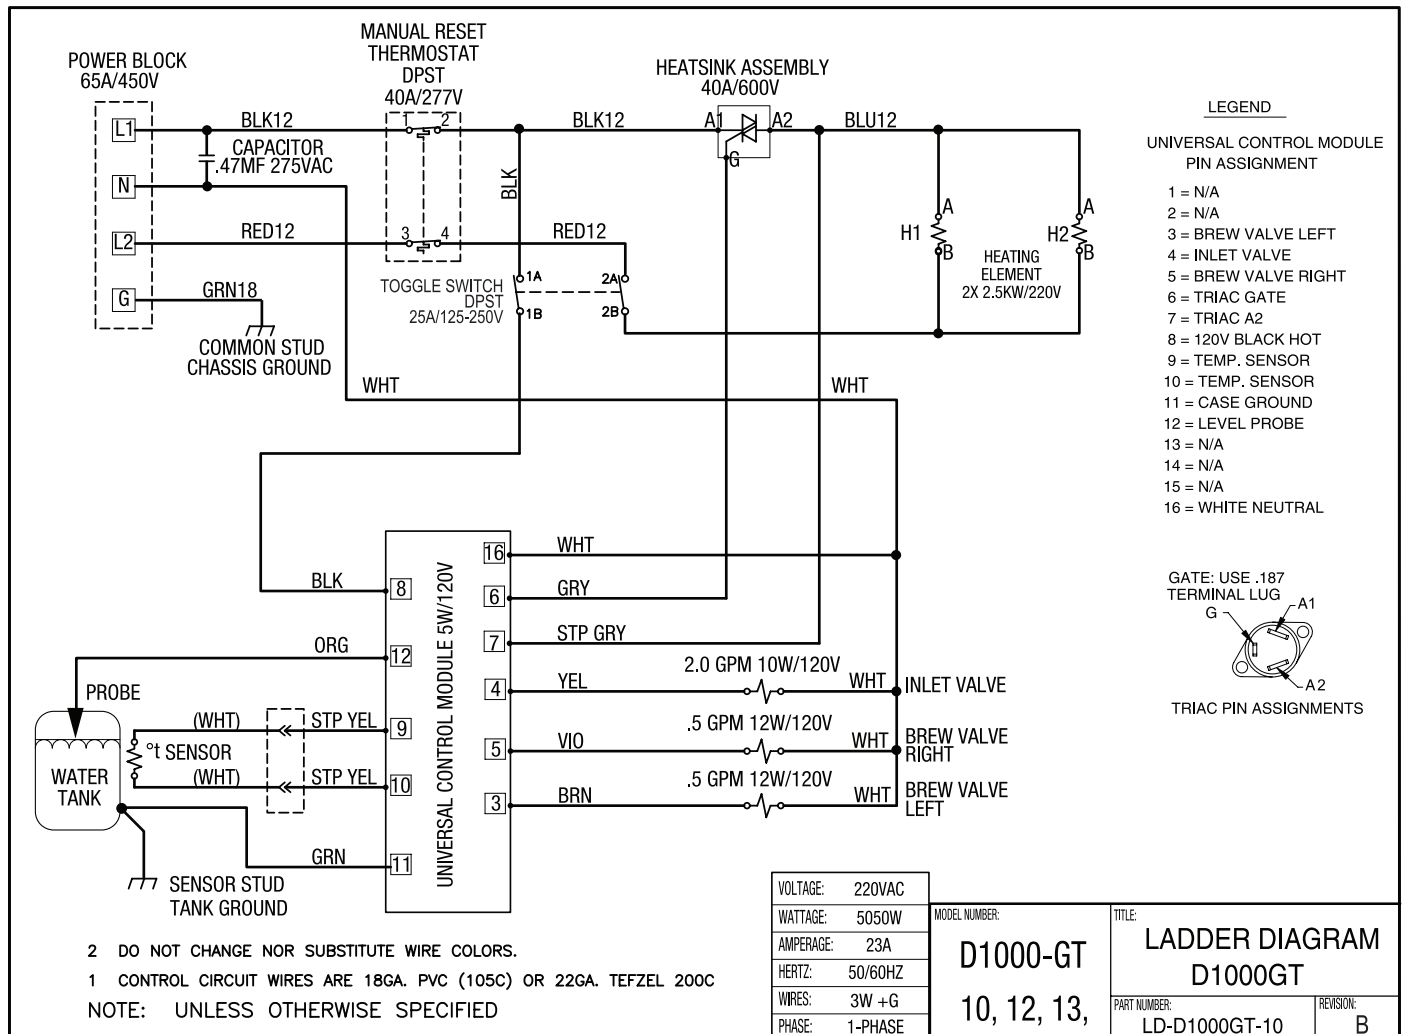 POWER BLOCK
65A/450V
L1
N
L2
G
BLK12
CAPACITOR
.47MF 275VAC
RED12
GRN18
COMMON STUD
CHASSIS GROUND
MANUAL RESET
THERMOSTAT
DPST
40A/277V
1 2
3 4
BLK
BLK12
RED12
TOGGLE SWITCH
DPST
25A/125-250V
1A
1B
2A
2B
HEATSINK ASSEMBLY
40A/600V
A1 A2
G
BLU12
A
H1
B
A
H2
B
HEATING
ELEMENT
2X 2.5KW/220V
WHT
WHT
LEGEND
UNIVERSAL CONTROL MODULE
PIN ASSIGNMENT
1 = N/A
2 = N/A
3 = BREW VALVE LEFT
4 = INLET VALVE
5 = BREW VALVE RIGHT
6 = TRIAC GATE
7 = TRIAC A2
8 = 120V BLACK HOT
9 = TEMP. SENSOR
10 = TEMP. SENSOR
11 = CASE GROUND
12 = LEVEL PROBE
13 = N/A
14 = N/A
15 = N/A
16 = WHITE NEUTRAL
GATE: USE .187
TERMINAL LUG
G
A1
A2
TRIAC PIN ASSIGNMENTS
UNIVERSAL CONTROL MODULE 5W/120V
BLK
8
ORG
12
PROBE
(WHT)
STP YEL
9
°t SENSOR
(WHT)
STP YEL
10
WATER
TANK
GRN
11
SENSOR STUD
TANK GROUND
16
WHT
6
GRY
7
STP GRY
4
YEL
2.0 GPM 10W/120V
WHT
INLET VALVE
5
VIO
.5 GPM 12W/120V
WHT
BREW VALVE
RIGHT
3
BRN
.5 GPM 12W/120V
WHT
BREW VALVE
LEFT
2 DO NOT CHANGE NOR SUBSTITUTE WIRE COLORS.
1 CONTROL CIRCUIT WIRES ARE 18GA. PVC (105C) OR 22GA. TEFZEL 200C
NOTE: UNLESS OTHERWISE SPECIFIED
VOLTAGE: 220VAC
WATTAGE: 5050W
AMPERAGE: 23A
HERTZ: 50/60HZ
WIRES: 3W +G
PHASE: 1-PHASE
MODEL NUMBER:
D1000-GT
10, 12, 13,
TITLE:
LADDER DIAGRAM
D1000GT
PART NUMBER:
LD-D1000GT-10
REVISION:
B